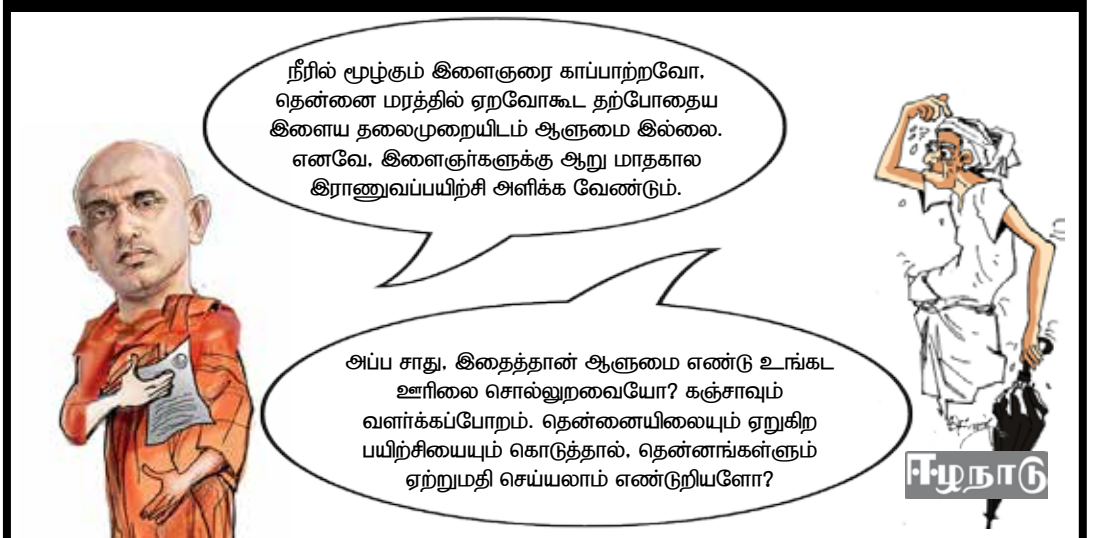 நீரில் மூழ்கும் இளைஞரை காப்பாற்றவோ,
தென்னை மரத்தில் ஏறவோகூட தற்போதைய
இளைய தலைமுறையிடம் ஆளுமை இல்லை.
எனவே, இளைஞர்களுக்கு ஆறு மாதகால
இராணுவப்பயிற்சி அளிக்க வேண்டும்.
அப்ப சாது, இதைத்தான் ஆளுமை எண்டு உங்கட
ஊரிலை சொல்லுறவையோ? கஞ்சாவும்
வளர்க்கப்போறம். தென்னையிலையும் ஏறுகிற
பயிற்சியையும் கொடுத்தால், தென்னங்கள்ளும்
ஏற்றுமதி செய்யலாம் எண்டுறியளோ?
ஈழநாடு